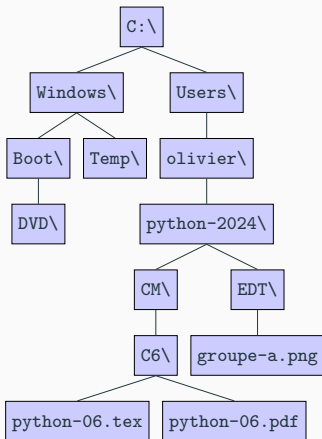 C:\
Windows\ Users\
Boot\ Temp\ olivier\
DVD\ python-2024\
CM\ EDT\
C6\ groupe-a.png
python-06.tex python-06.pdf